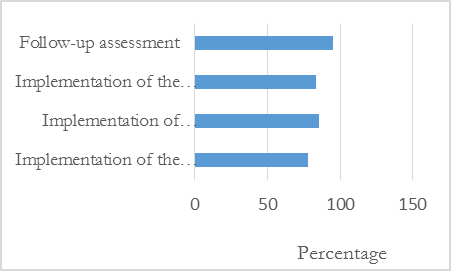 Follow-up assessment
Implementation of the…
Implementation of…
Implementation of the…
0 50 100 150
Percentage